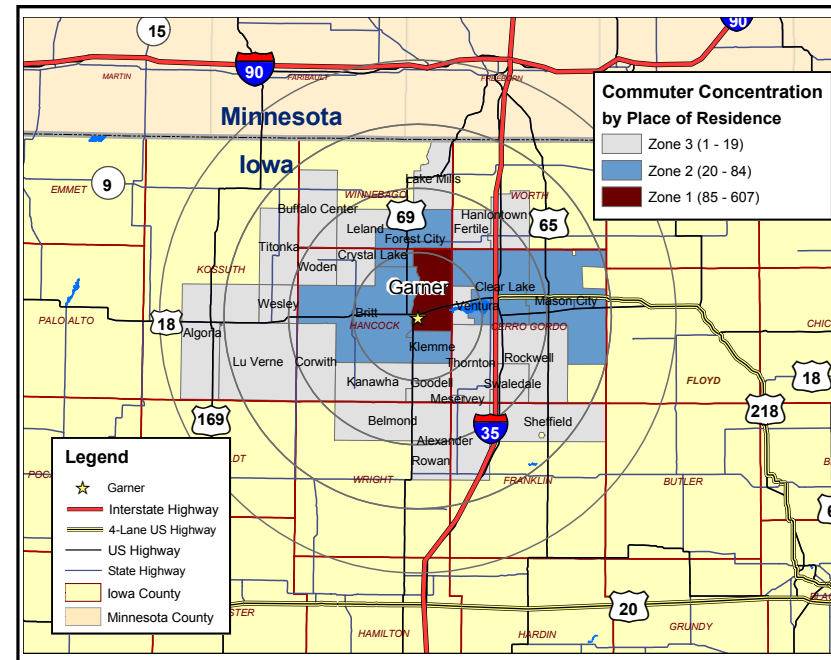 15
90
90
MARTIN
FARIBAULT
FREEBORN
Minnesota
Iowa
Commuter Concentration
by Place of Residence
Zone 3 (1 - 19)
Zone 2 (20 - 84)
Zone 1 (85 - 607)
EMMET
9
Lake Mills
WINNEBAGO
WORTH
Buffalo Center
69
Hanlontown
65
Leland
Fertile
Forest City
Titonka
Crystal Lake
KOSSUTH
Woden
Garner
Clear Lake
Wesley
Ventura
Mason City
Britt
PALO ALTO
18
HANCOCK
CERRO GORDO
CHIC
Algona
Klemme
Lu Verne
Corwith
Thornton
Rockwell
Kanawha
Goodell
Swaledale
FLOYD
18
Meservey
169
Belmond
35
Sheffield
218
Alexander
Rowan
WRIGHT
FRANKLIN
BUTLER
Legend
Garner
Interstate Highway
4-Lane US Highway
US Highway
State Highway
Iowa County
Minnesota County
20
HAMILTON
HARDIN
GRUNDY